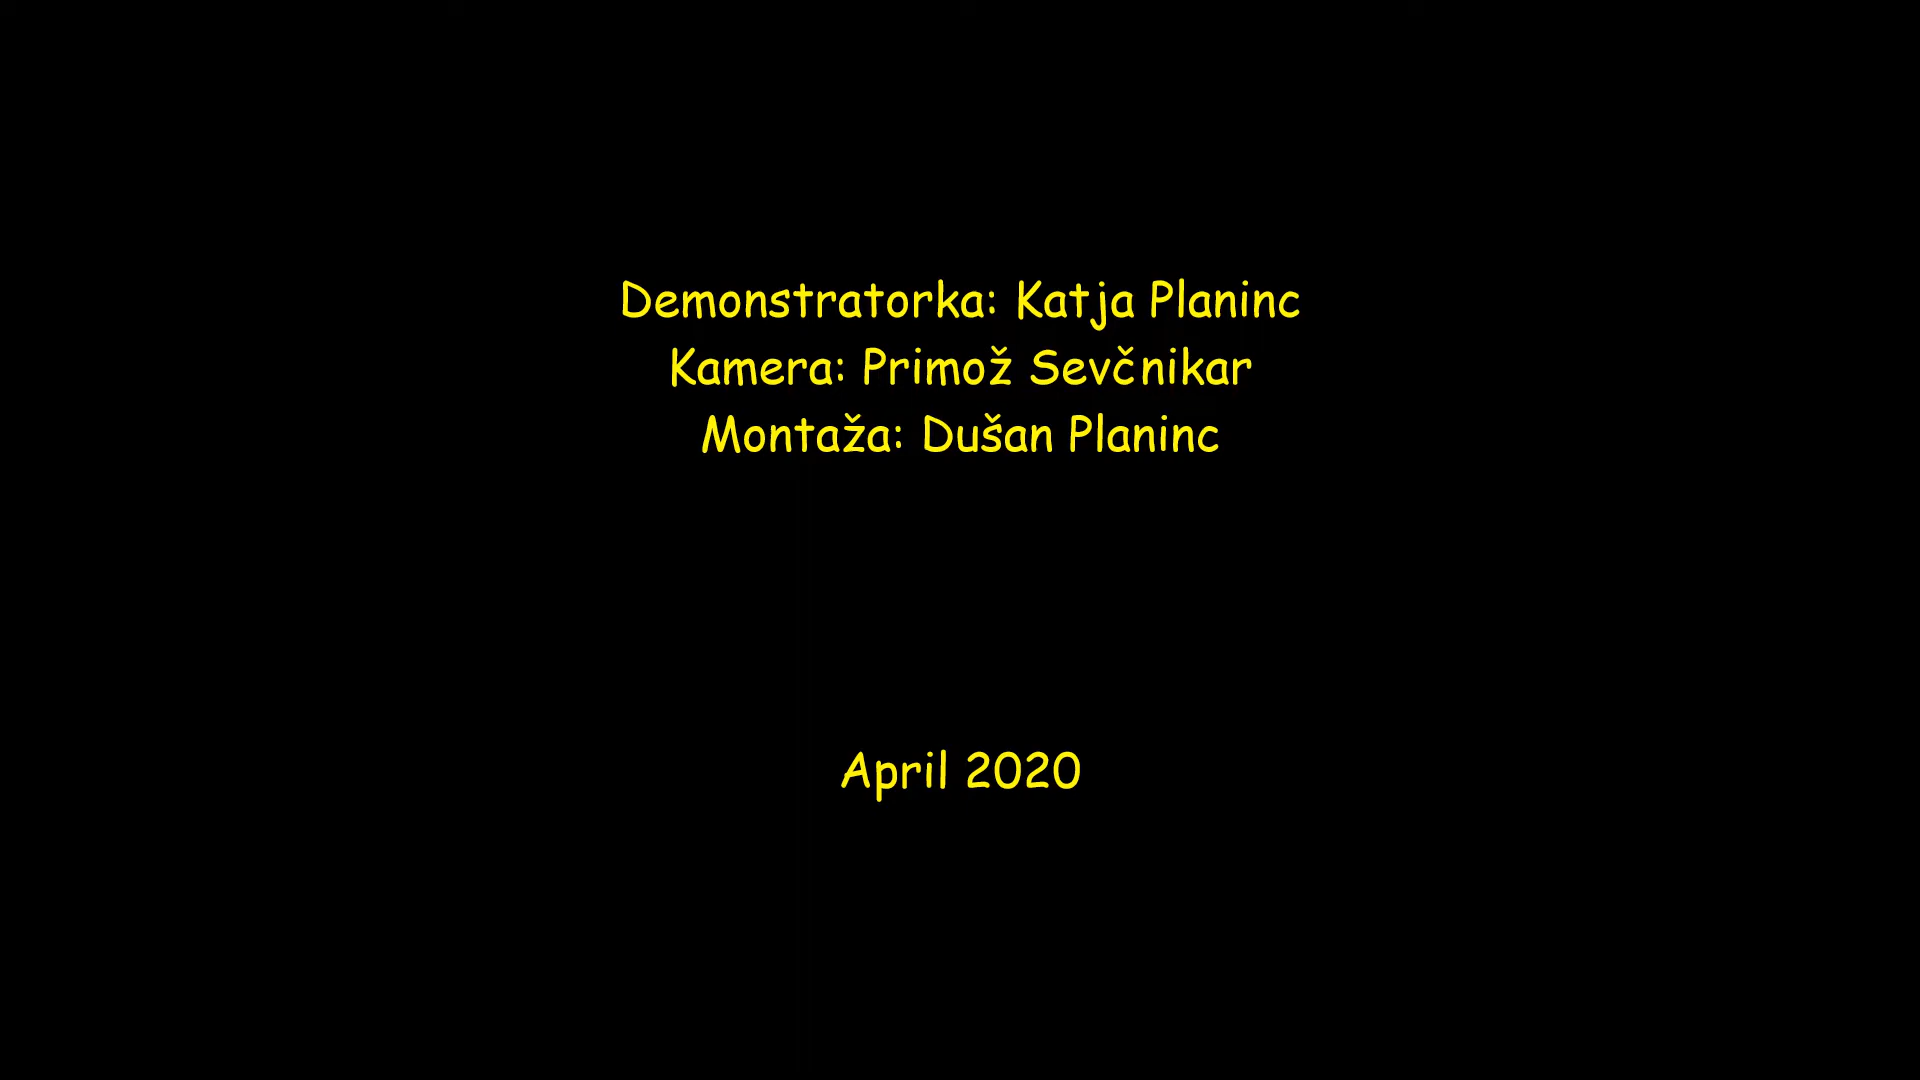 Demonstratorka: Katja Planinc
Kamera: Primož Sevčnikar
Montaža: Dušan Planinc
April 2020